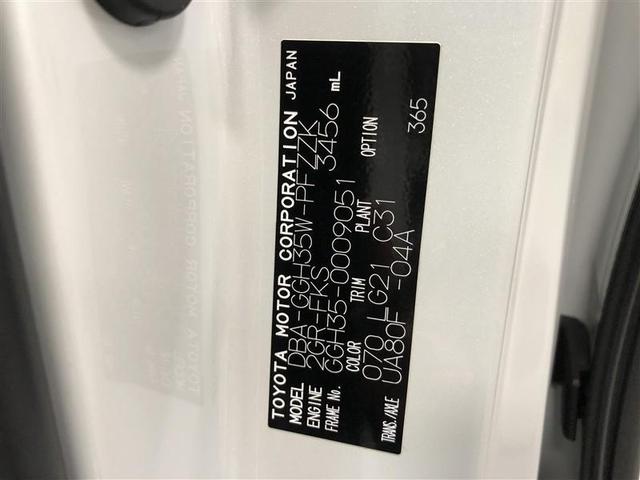 TOYOTA MOTOR CORPORATION JAPAN
MODEL DBA-GGH35W-PFZZK
ENGINE 2GR-FKS 3456 mL
FRAME No. GGH35-0009051
COLOR TRIM PLANT OPTION
070 LG21 C31
TRANS./AXLE UA80F -04A 365